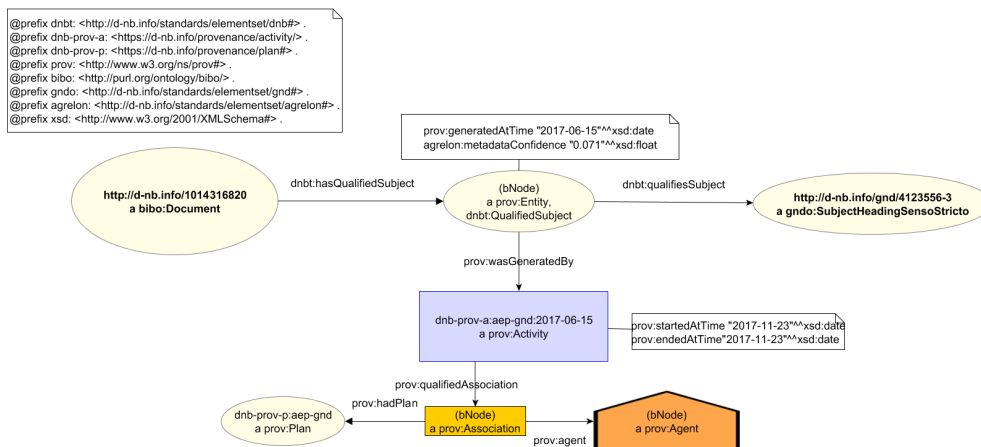 @prefix dnbt: <http://d-nb.info/standards/elementset/dnb#> .
@prefix dnb-prov-a: <https://d-nb.info/provenance/activity/> .
@prefix dnb-prov-p: <https://d-nb.info/provenance/plan#> .
@prefix prov: <http://www.w3.org/ns/prov#> .
@prefix bibo: <http://purl.org/ontology/bibo/> .
@prefix gndo: <http://d-nb.info/standards/elementset/gnd#> .
@prefix agrelon: <http://d-nb.info/standards/elementset/agrelon#> .
@prefix xsd: <http://www.w3.org/2001/XMLSchema#> .
prov:generatedAtTime "2017-06-15"^^xsd:date
agrelon:metadataConfidence "0.071"^^xsd:float
http://d-nb.info/1014316820
a bibo:Document
dnbt:hasQualifiedSubject
(bNode)
a prov:Entity,
dnbt:QualifiedSubject
dnbt:qualifiesSubject
http://d-nb.info/gnd/4123556-3
a gndo:SubjectHeadingSensoStricto
prov:wasGeneratedBy
dnb-prov-a:aep-gnd:2017-06-15
a prov:Activity
prov:startedAtTime "2017-11-23"^^xsd:date
prov:endedAtTime"2017-11-23"^^xsd:date
prov:qualifiedAssociation
prov:hadPlan
dnb-prov-p:aep-gnd
a prov:Plan
(bNode)
a prov:Association
prov:agent
(bNode)
a prov:Agent